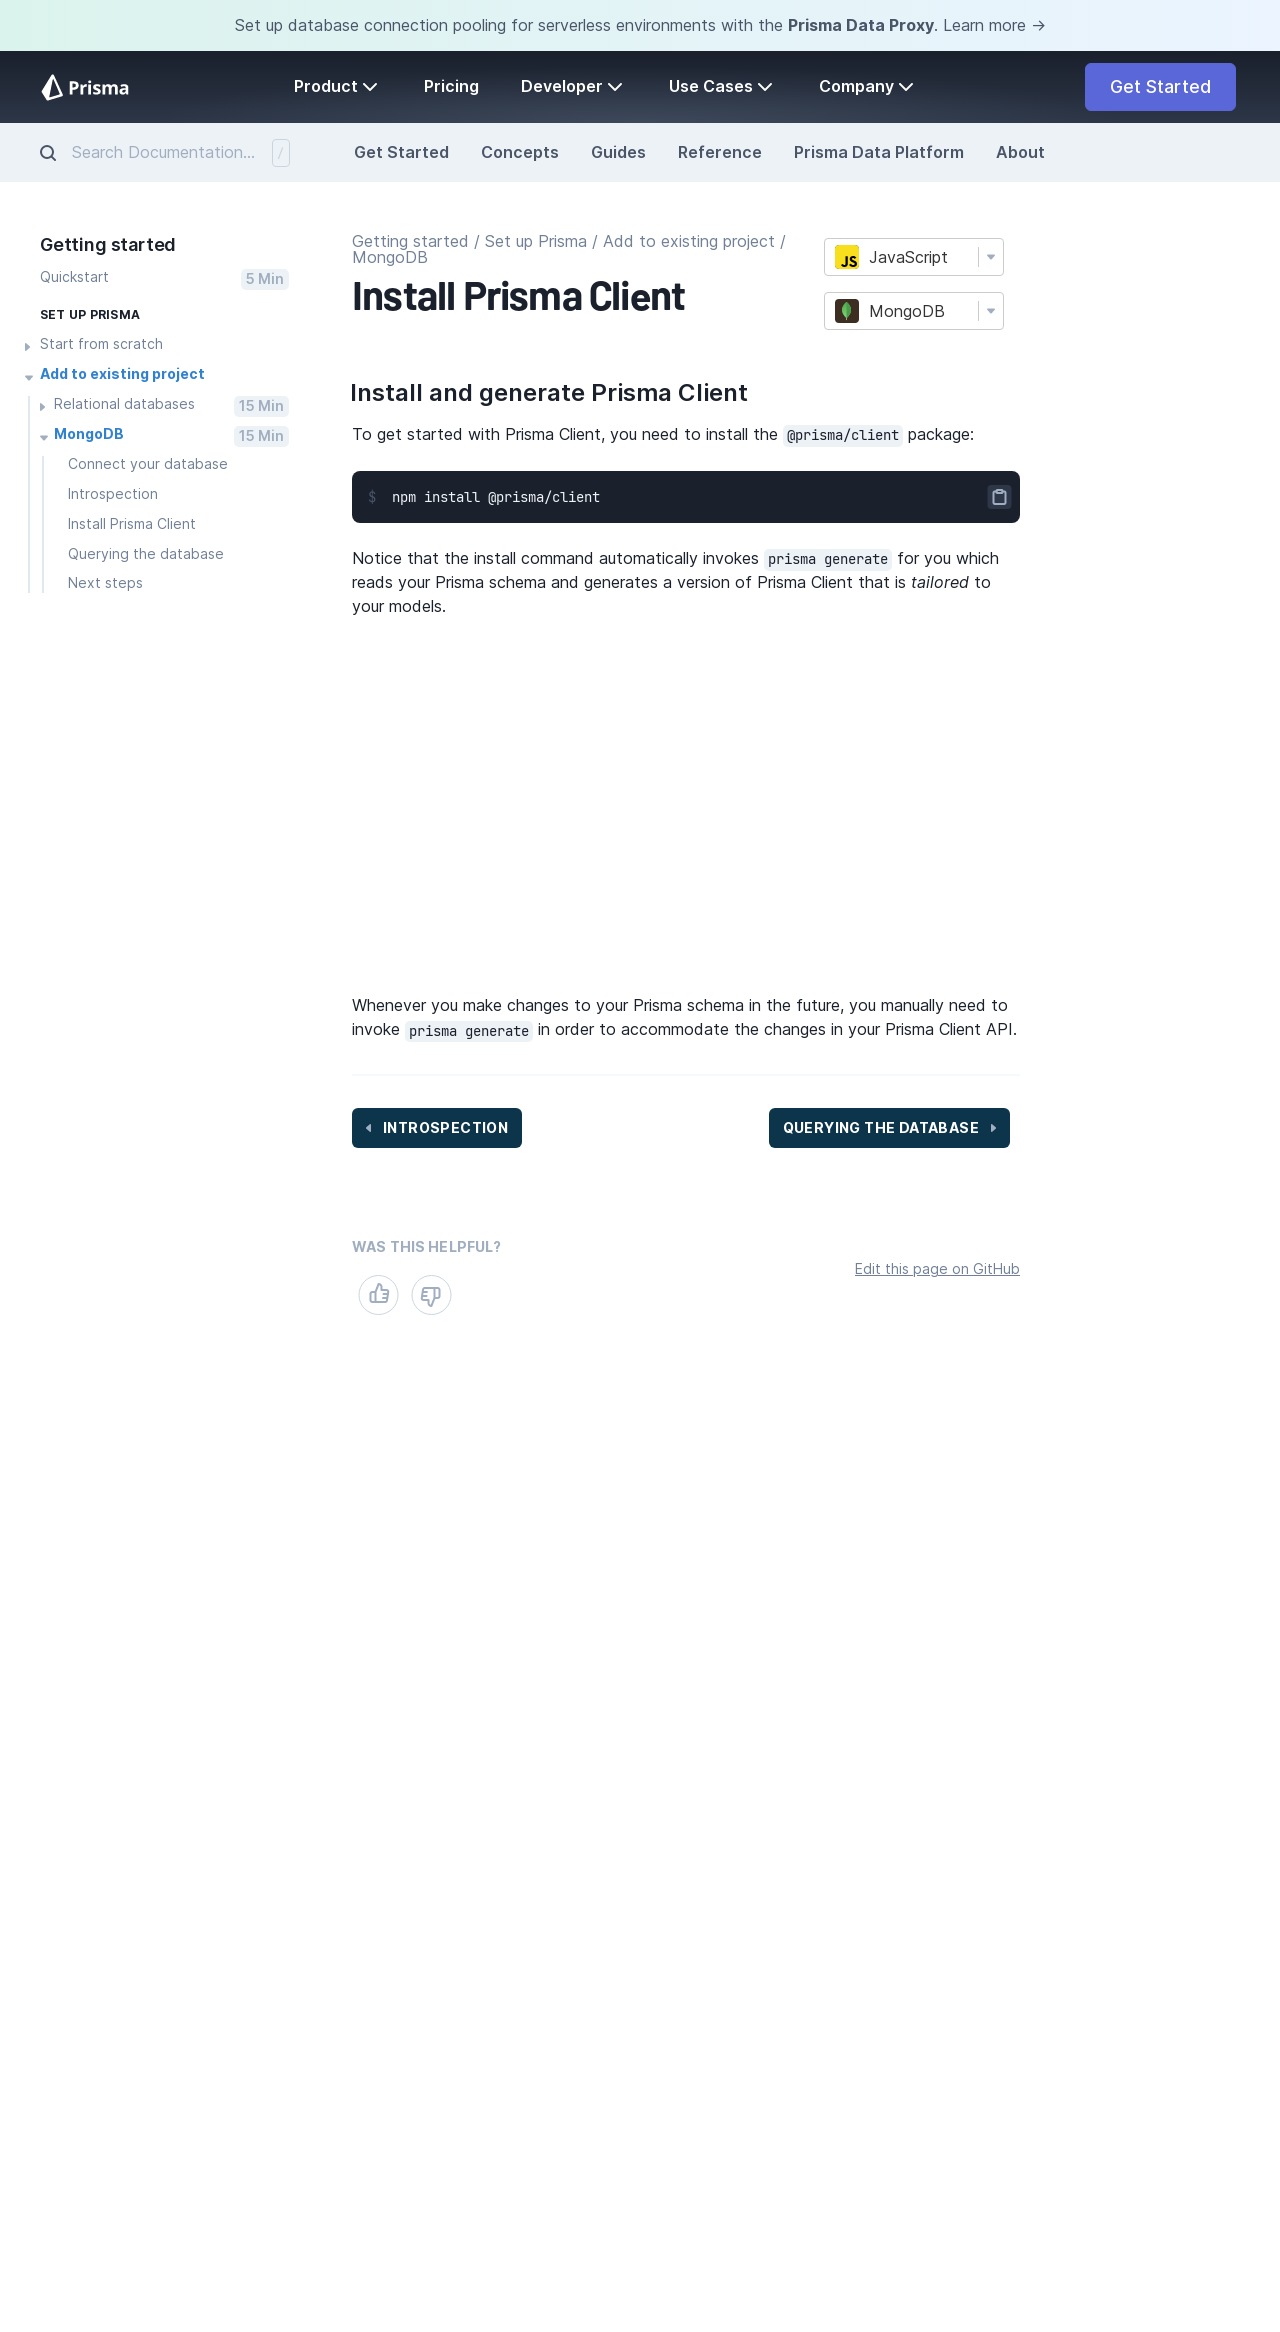 Set up database connection pooling for serverless environments with the Prisma Data Proxy. Learn more →
Prisma
Product
Pricing
Developer
Use Cases
Company
Get Started
Search Documentation...
/
Get Started
Concepts
Guides
Reference
Prisma Data Platform
About
Getting started
Quickstart
5 Min
SET UP PRISMA
Start from scratch
Add to existing project
Relational databases
15 Min
MongoDB
15 Min
Connect your database
Introspection
Install Prisma Client
Querying the database
Next steps
Getting started / Set up Prisma / Add to existing project /
MongoDB
Install Prisma Client
JS JavaScript
MongoDB
Install and generate Prisma Client
To get started with Prisma Client, you need to install the @prisma/client package:
$ npm install @prisma/client
Notice that the install command automatically invokes prisma generate for you which
reads your Prisma schema and generates a version of Prisma Client that is tailored to
your models.
Whenever you make changes to your Prisma schema in the future, you manually need to
invoke prisma generate in order to accommodate the changes in your Prisma Client API.
INTROSPECTION
QUERYING THE DATABASE
WAS THIS HELPFUL?
Edit this page on GitHub